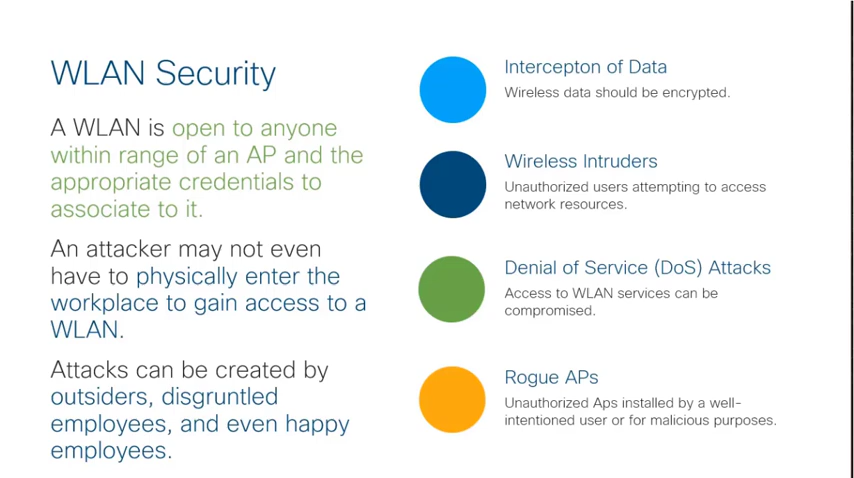 WLAN Security
A WLAN is open to anyone
within range of an AP and the
appropriate credentials to
associate to it.
An attacker may not even
have to physically enter the
workplace to gain access to a
WLAN.
Attacks can be created by
outsiders, disgruntled
employees, and even happy
employees.
Intercepton of Data
Wireless data should be encrypted.
Wireless Intruders
Unauthorized users attempting to access
network resources.
Denial of Service (DoS) Attacks
Access to WLAN services can be
compromised.
Rogue APs
Unauthorized Aps installed by a well-
intentioned user or for malicious purposes.